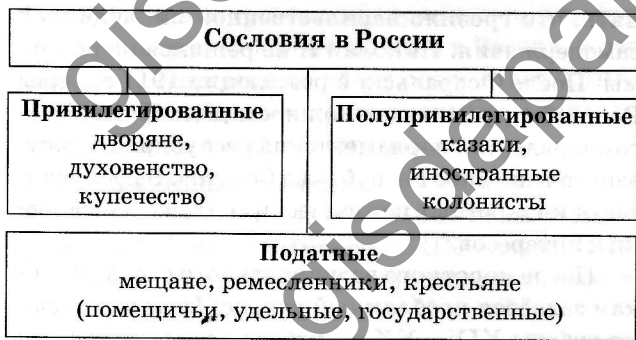 Сословия в России
Привилегированные
дворяне,
духовенство,
купечество
Полупривилегированные
казаки,
иностранные
колонисты
Податные
мещане, ремесленники, крестьяне
(помещичьи, удельные, государственные)